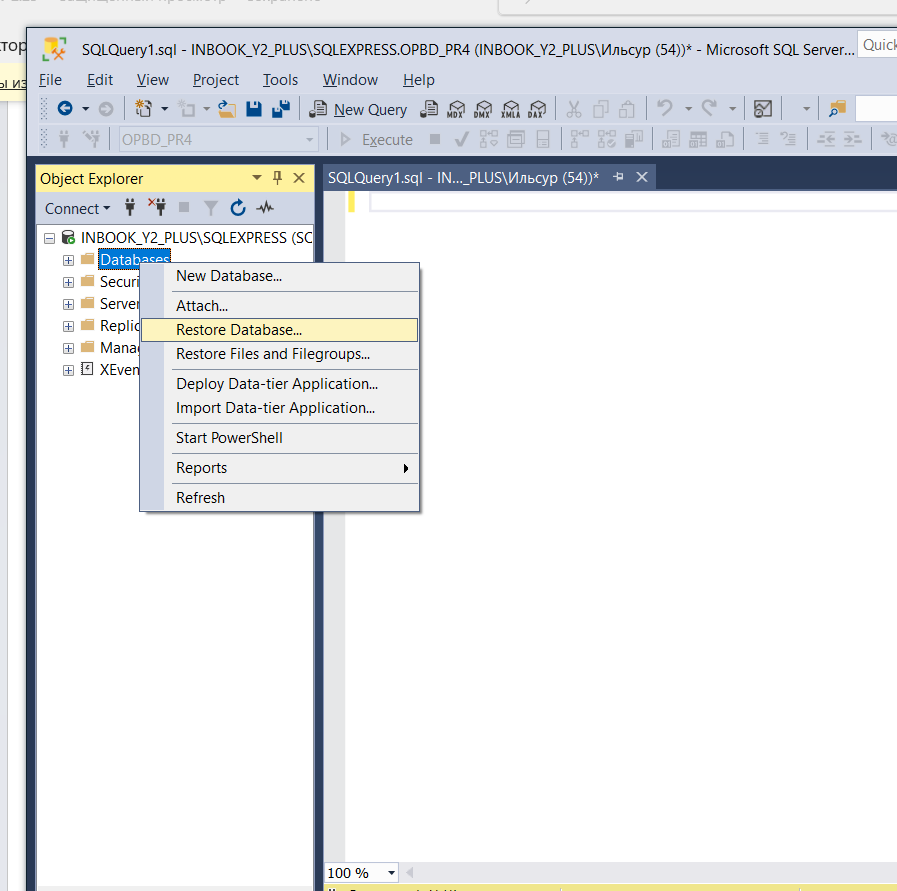 SQLQuery1.sql - INBOOK_Y2_PLUS\SQLEXPRESS.OPBD_PR4 (INBOOK_Y2_PLUS\Ильсур (54))* - Microsoft SQL Server...
Quick
File Edit View Project Tools Window Help
New Query
MDX DMX XMLA DAX
OPBD_PR4
Execute
Object Explorer
SQLQuery1.sql - IN..._PLUS\Ильсур (54))*
Connect
INBOOK_Y2_PLUS\SQLEXPRESS (SC
Databases
Securi
Server
Replic
Manag
XEven
New Database...
Attach...
Restore Database...
Restore Files and Filegroups...
Deploy Data-tier Application...
Import Data-tier Application...
Start PowerShell
Reports
Refresh
100 %